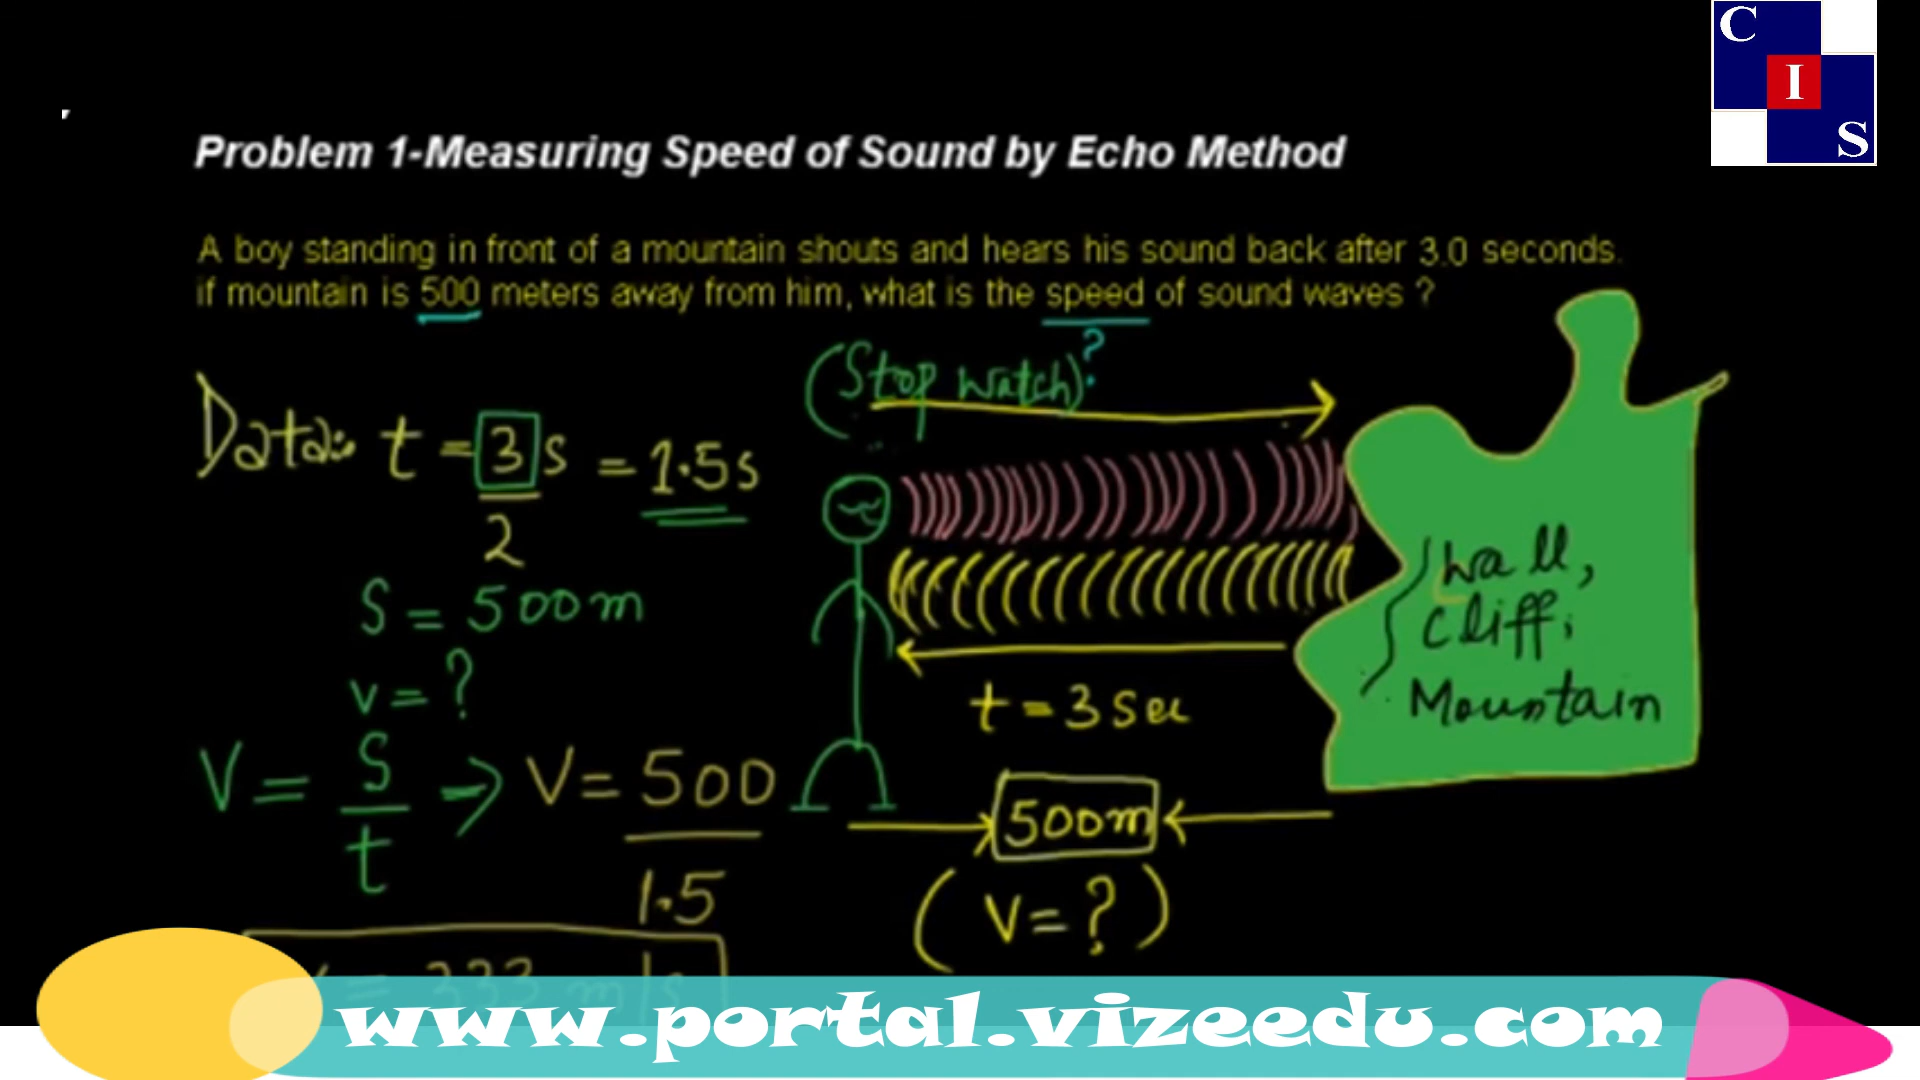 C
I
S
Problem 1-Measuring Speed of Sound by Echo Method
A boy standing in front of a mountain shouts and hears his sound back after 3.0 seconds.
if mountain is 500 meters away from him, what is the speed of sound waves ?
?
(Stop watch)
Data: t = 3 s = 1.5 s
2
S = 500m
v = ?
V = S → V = 500
t
1.5
= 333 m/s
wall,
cliff,
Mountain
t = 3 sec
500m
( V = ? )
www.portal.vizeedu.com